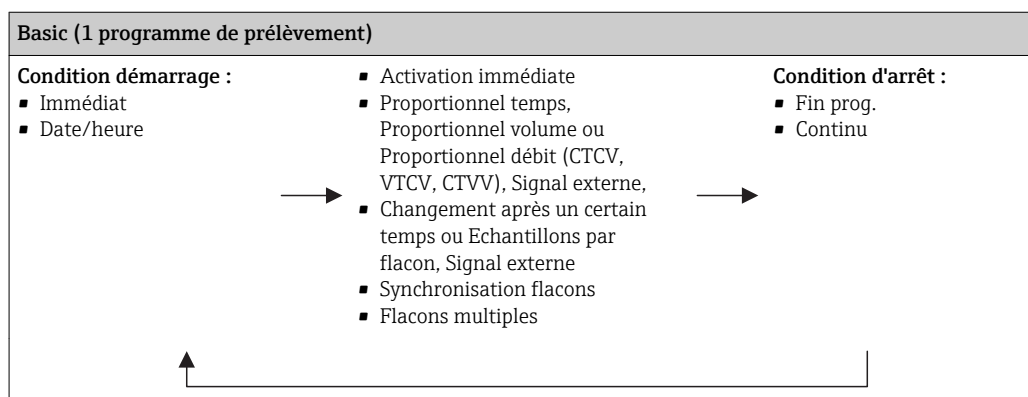 Basic (1 programme de prélèvement)
Condition démarrage :
▪ Immédiat
▪ Date/heure
▪ Activation immédiate
▪ Proportionnel temps,
Proportionnel volume ou
Proportionnel débit (CTCV,
VTCV, CTVV), Signal externe,
▪ Changement après un certain
temps ou Echantillons par
flacon, Signal externe
▪ Synchronisation flacons
▪ Flacons multiples
Condition d'arrêt :
▪ Fin prog.
▪ Continu